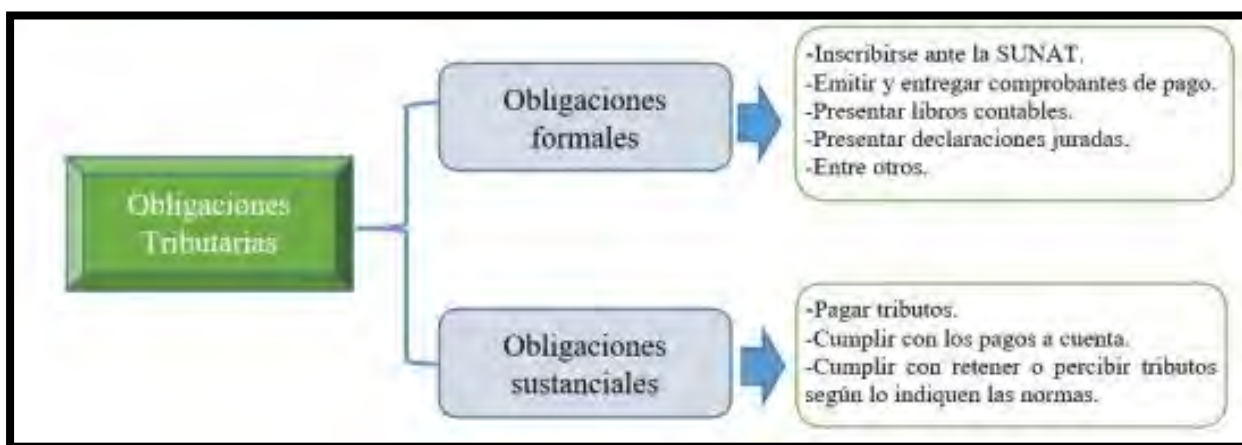 Obligaciones
Tributarias
Obligaciones
formales
-Inscribirse ante la SUNAT.
-Emitir y entregar comprobantes de pago.
-Presentar libros contables.
-Presentar declaraciones juradas.
-Entre otros.
Obligaciones
sustanciales
-Pagar tributos.
-Cumplir con los pagos a cuenta.
-Cumplir con retener o percibir tributos
según lo indiquen las normas.